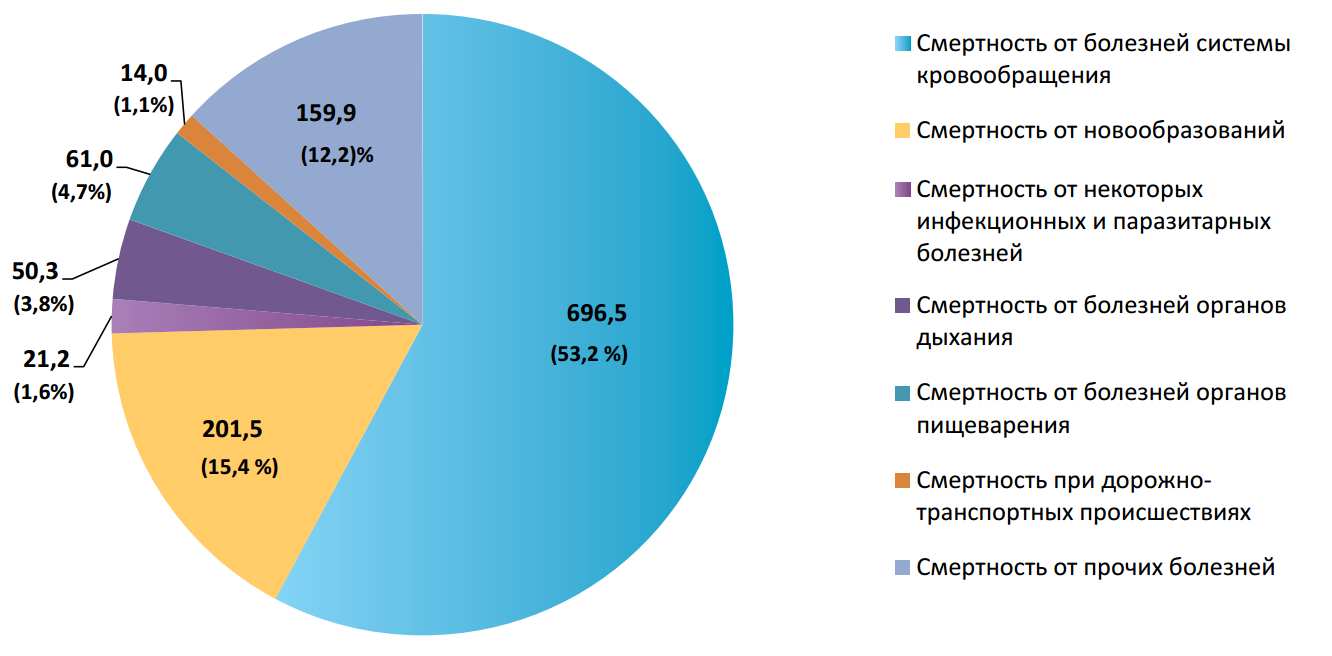 14,0
(1,1%)
159,9
(12,2)%
61,0
(4,7%)
50,3
(3,8%)
21,2
(1,6%)
201,5
(15,4 %)
696,5
(53,2 %)
Смертность от болезней системы
кровообращения
Смертность от новообразований
Смертность от некоторых
инфекционных и паразитарных
болезней
Смертность от болезней органов
дыхания
Смертность от болезней органов
пищеварения
Смертность при дорожно-
транспортных происшествиях
Смертность от прочих болезней